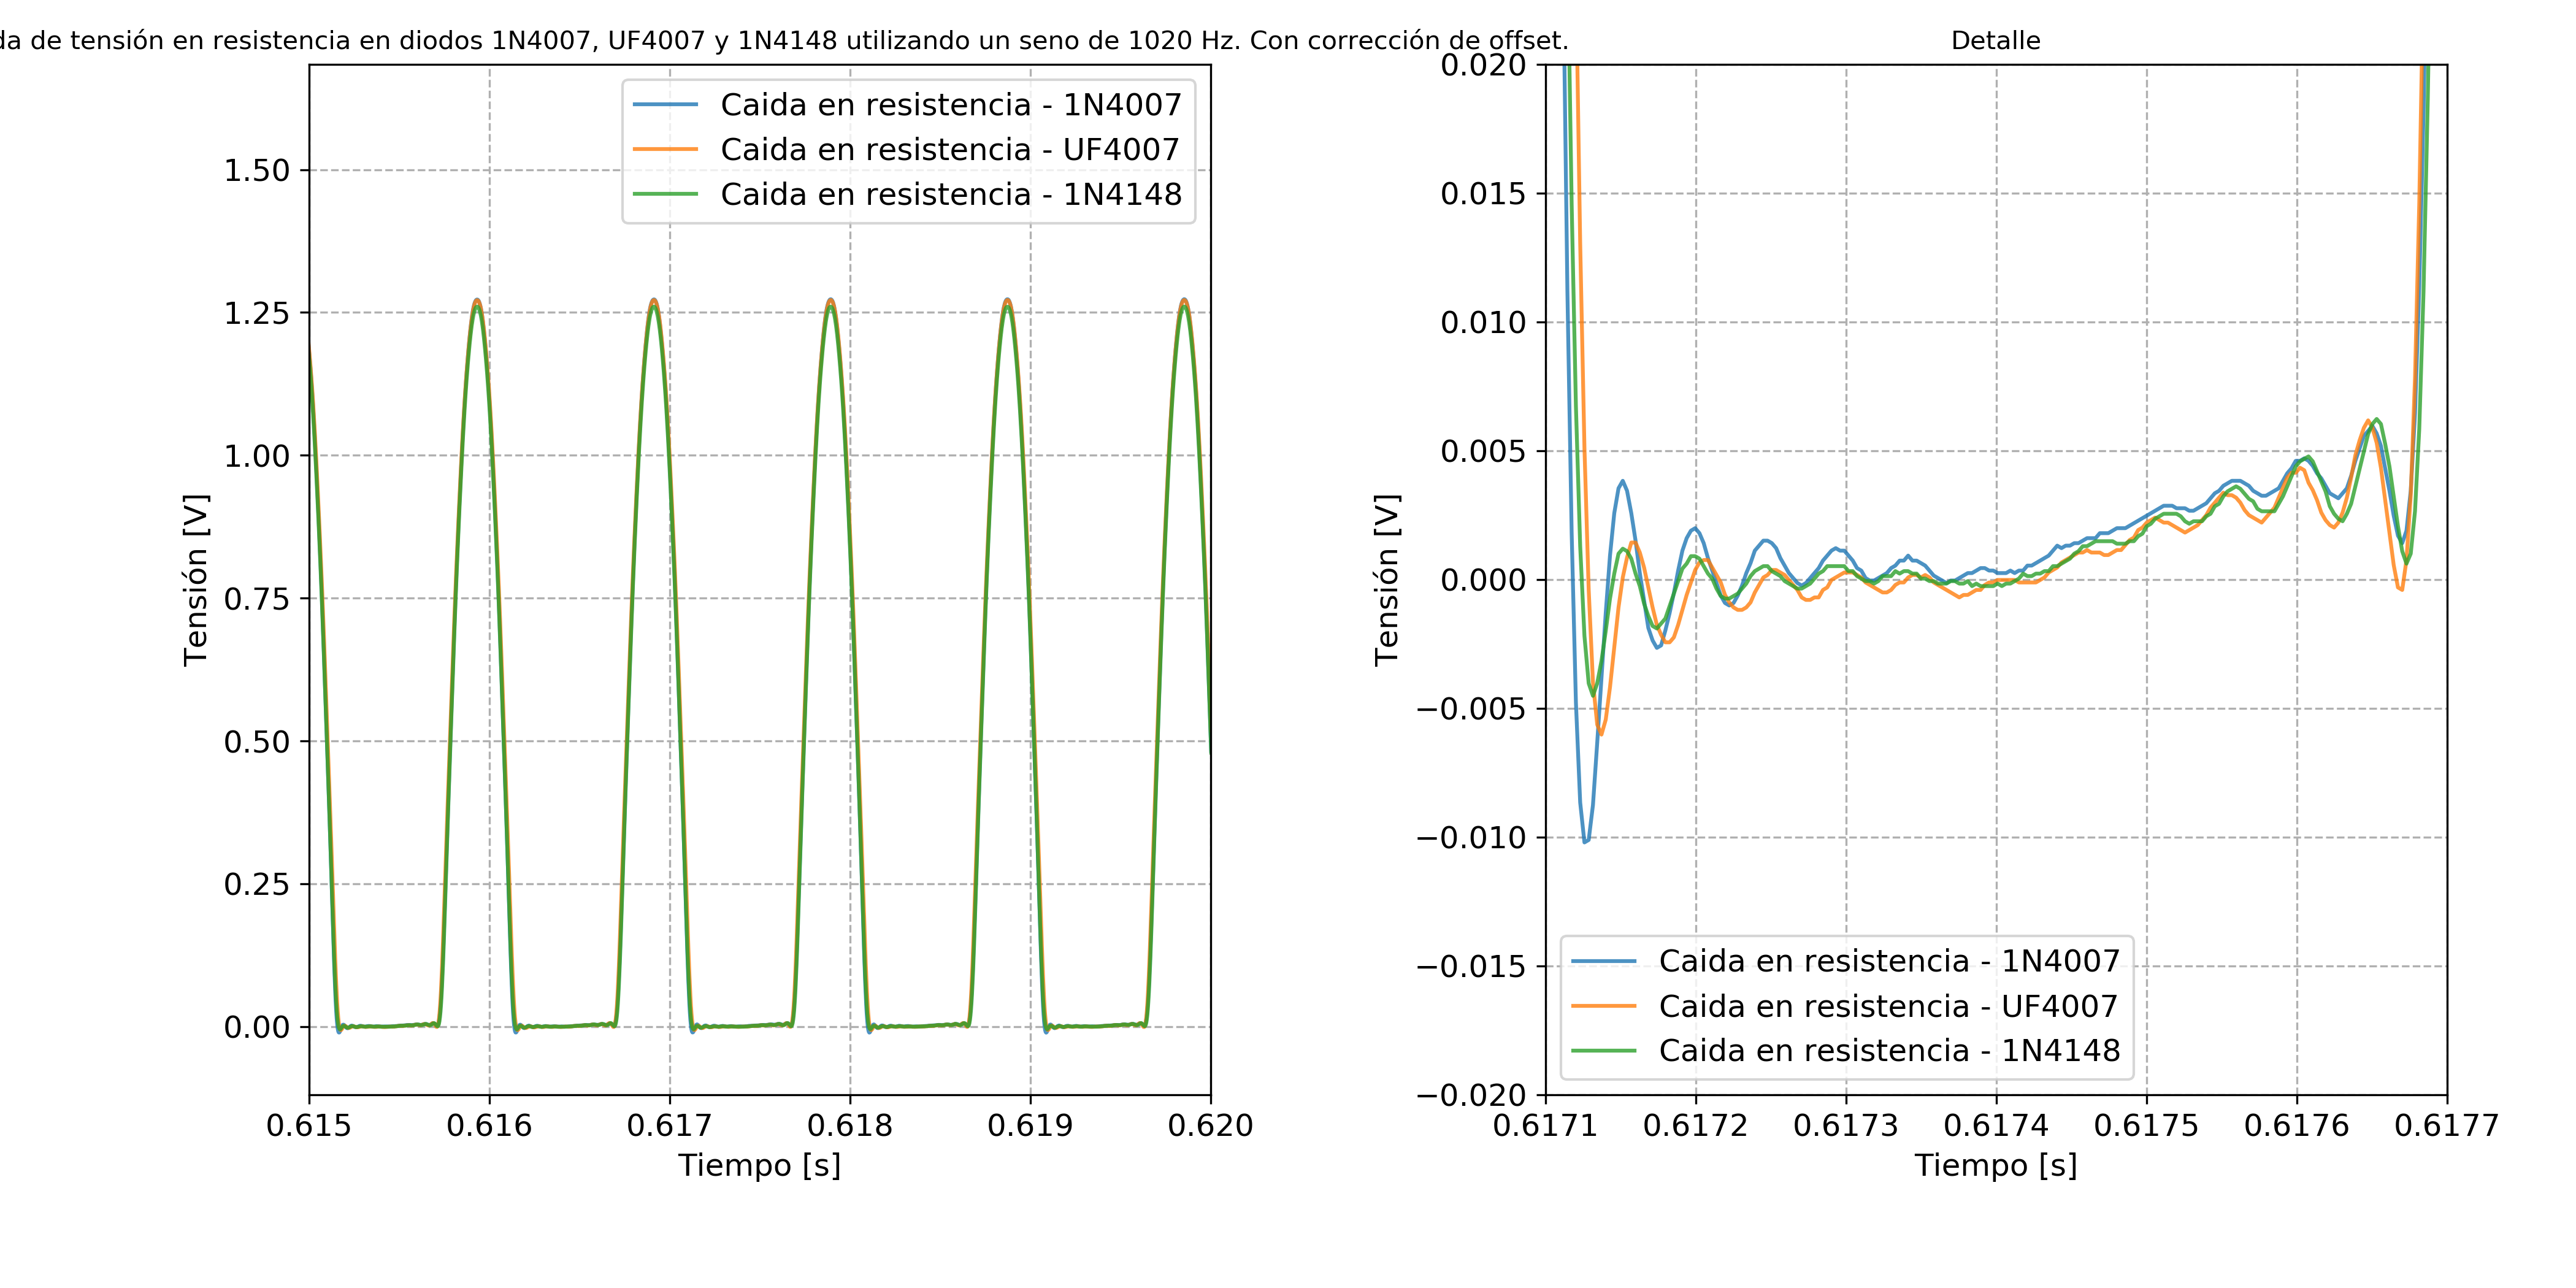 da de tensión en resistencia en diodos 1N4007, UF4007 y 1N4148 utilizando un seno de 1020 Hz. Con corrección de offset.
Caida en resistencia - 1N4007
Caida en resistencia - UF4007
Caida en resistencia - 1N4148
1.50
1.25
1.00
0.75
0.50
0.25
0.00
Tensión [V]
0.615 0.616 0.617 0.618 0.619 0.620
Tiempo [s]
Detalle
0.020
0.015
0.010
0.005
0.000
−0.005
−0.010
−0.015
−0.020
Tensión [V]
Caida en resistencia - 1N4007
Caida en resistencia - UF4007
Caida en resistencia - 1N4148
0.6171 0.6172 0.6173 0.6174 0.6175 0.6176 0.6177
Tiempo [s]